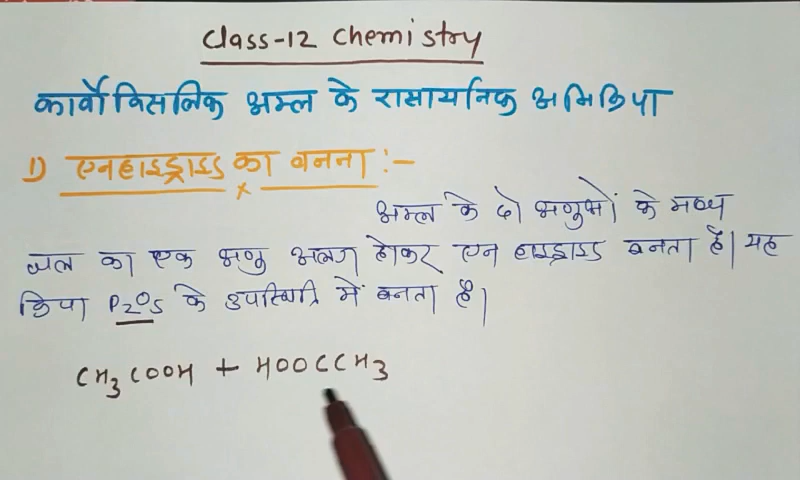 Class-12 Chemistry
कार्वोक्सिलिक अम्ल के रासायनिक अभिक्रिया
1) एनहाइड्राइड का बनना :-
अम्ल के दो अणुओं के मध्य
जल का एक अणु अलग होकर एन हाइड्राइड बनता है। यह
क्रिया P₂O₅ के उपस्थिति में बनता है।
CH₃COOH + HOOCCH₃